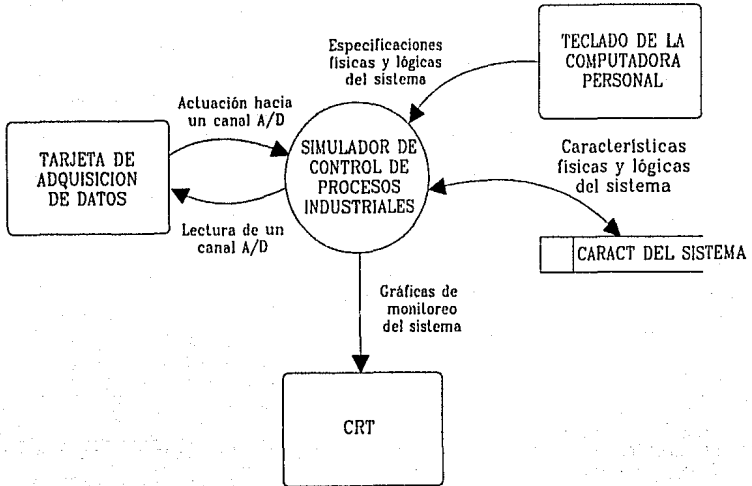 Especificaciones
físicas y lógicas
del sistema
TECLADO DE LA
COMPUTADORA
PERSONAL
Actuación hacia
un canal A/D
TARJETA DE
ADQUISICION
DE DATOS
SIMULADOR DE
CONTROL DE
PROCESOS
INDUSTRIALES
Características
físicas y lógicas
del sistema
Lectura de un
canal A/D
CARACT DEL SISTEMA
Gráficas de
monitoreo
del sistema
CRT